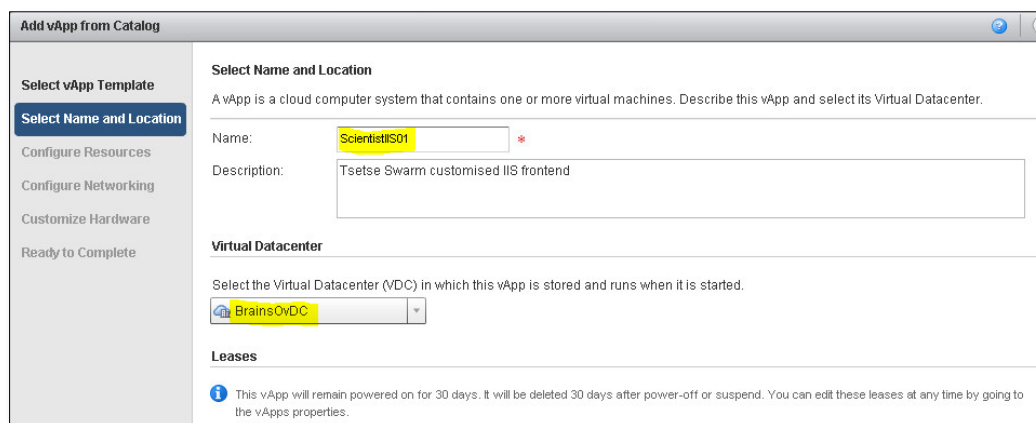 Add vApp from Catalog
Select vApp Template
Select Name and Location
Configure Resources
Configure Networking
Customize Hardware
Ready to Complete
Select Name and Location
A vApp is a cloud computer system that contains one or more virtual machines. Describe this vApp and select its Virtual Datacenter.
Name: ScientistIIS01 *
Description: Tsetse Swarm customised IIS frontend
Virtual Datacenter
Select the Virtual Datacenter (VDC) in which this vApp is stored and runs when it is started.
BrainsOvDC
Leases
This vApp will remain powered on for 30 days. It will be deleted 30 days after power-off or suspend. You can edit these leases at any time by going to
the vApps properties.